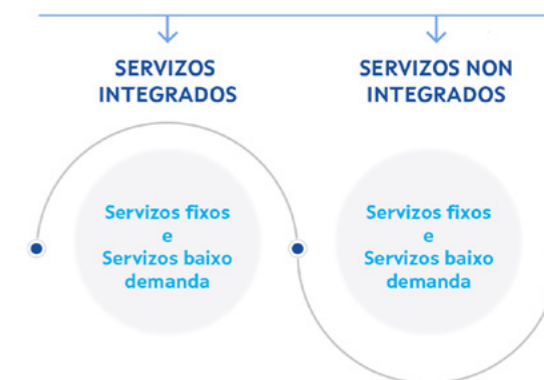 SERVIZOS
INTEGRADOS
SERVIZOS NON
INTEGRADOS
Servizos fixos
e
Servizos baixo
demanda
Servizos fixos
e
Servizos baixo
demanda